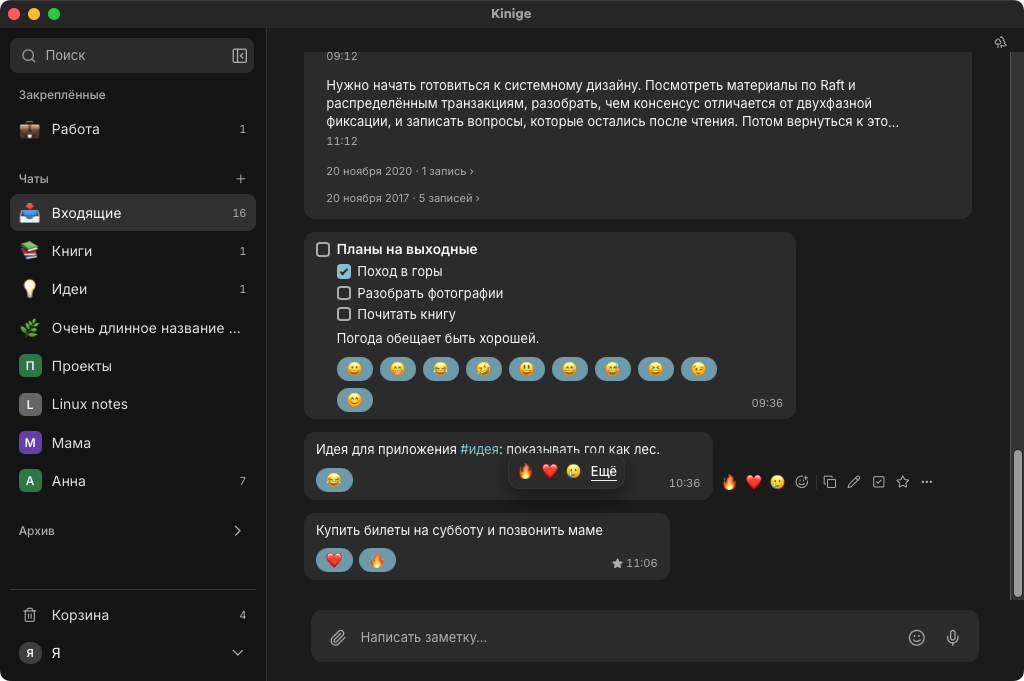 Kinige
Поиск
Закреплённые
Работа 1
Чаты
Входящие 16
Книги 1
Идеи 1
Очень длинное название ...
П Проекты
L Linux notes
М Мама
А Анна 7
Архив
Корзина 4
Я Я
09:12
Нужно начать готовиться к системному дизайну. Посмотреть материалы по Raft и
распределённым транзакциям, разобрать, чем консенсус отличается от двухфазной
фиксации, и записать вопросы, которые остались после чтения. Потом вернуться к это...
11:12
20 ноября 2020 · 1 запись ›
20 ноября 2017 · 5 записей ›
Планы на выходные
Поход в горы
Разобрать фотографии
Почитать книгу
Погода обещает быть хорошей.
09:36
Идея для приложения #идея: показывать год как лес.
Ещё
10:36
Купить билеты на субботу и позвонить маме
11:06
Написать заметку...